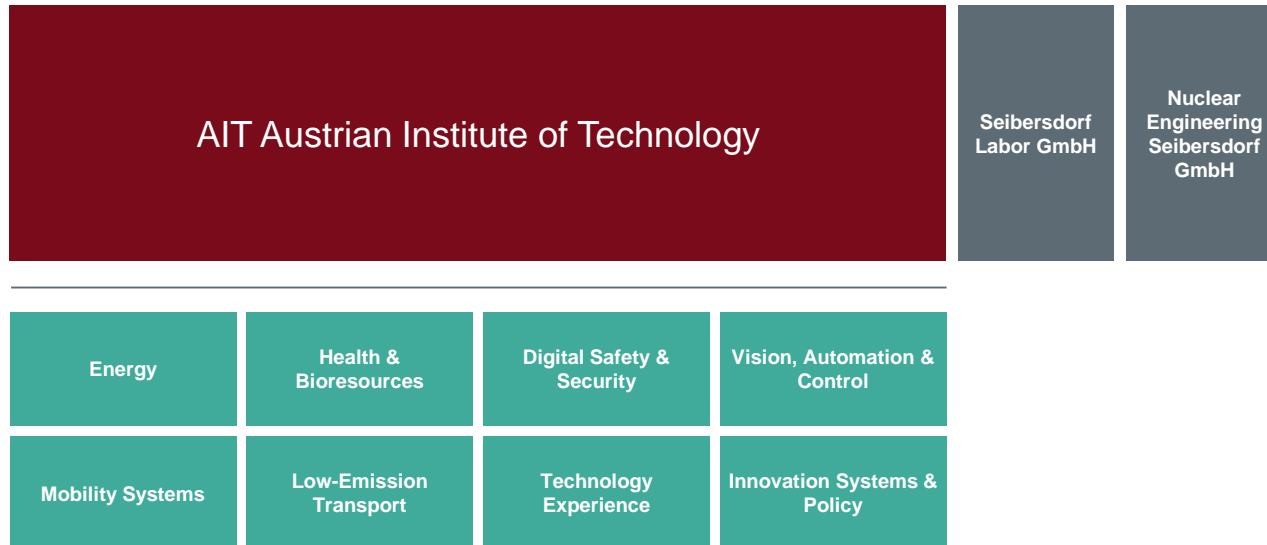 AIT Austrian Institute of Technology
Seibersdorf
Labor GmbH
Nuclear
Engineering
Seibersdorf
GmbH
Energy
Health &
Bioresources
Digital Safety &
Security
Vision, Automation &
Control
Mobility Systems
Low-Emission
Transport
Technology
Experience
Innovation Systems &
Policy